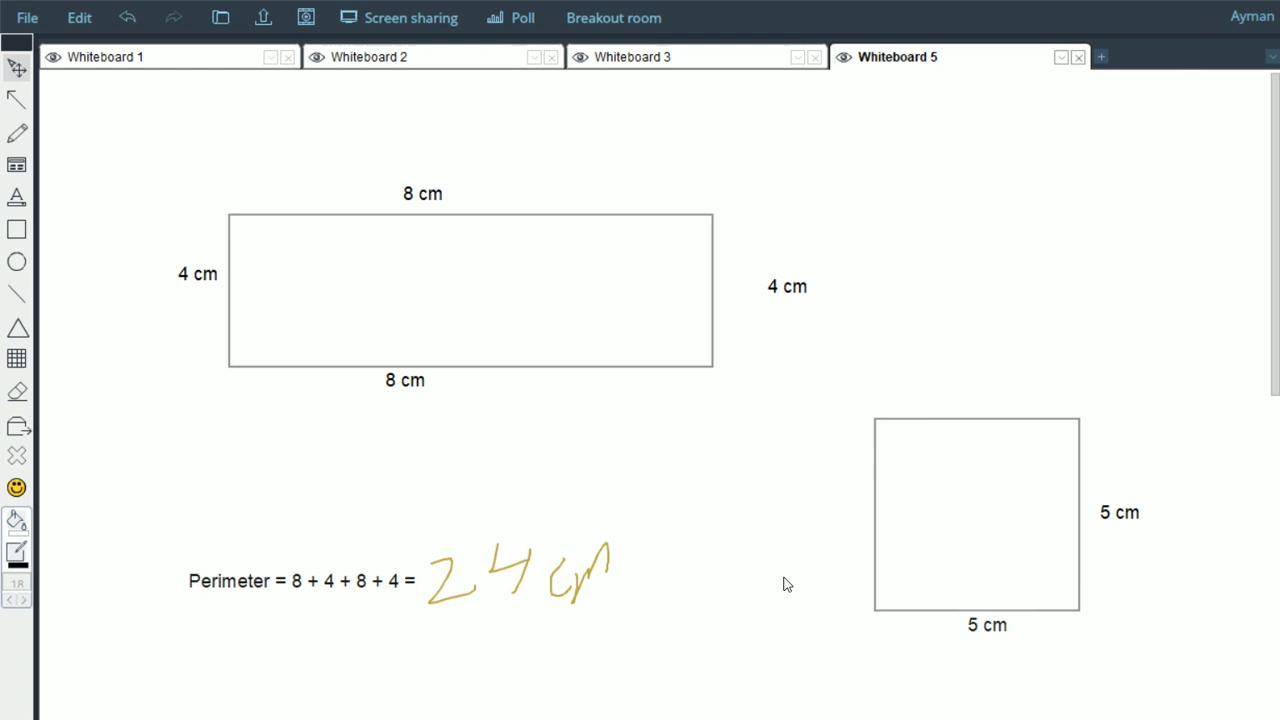 File Edit Screen sharing Poll Breakout room Ayman
Whiteboard 1 Whiteboard 2 Whiteboard 3 Whiteboard 5
8 cm
4 cm
4 cm
8 cm
5 cm
Perimeter = 8 + 4 + 8 + 4 = 24 cm
5 cm
18